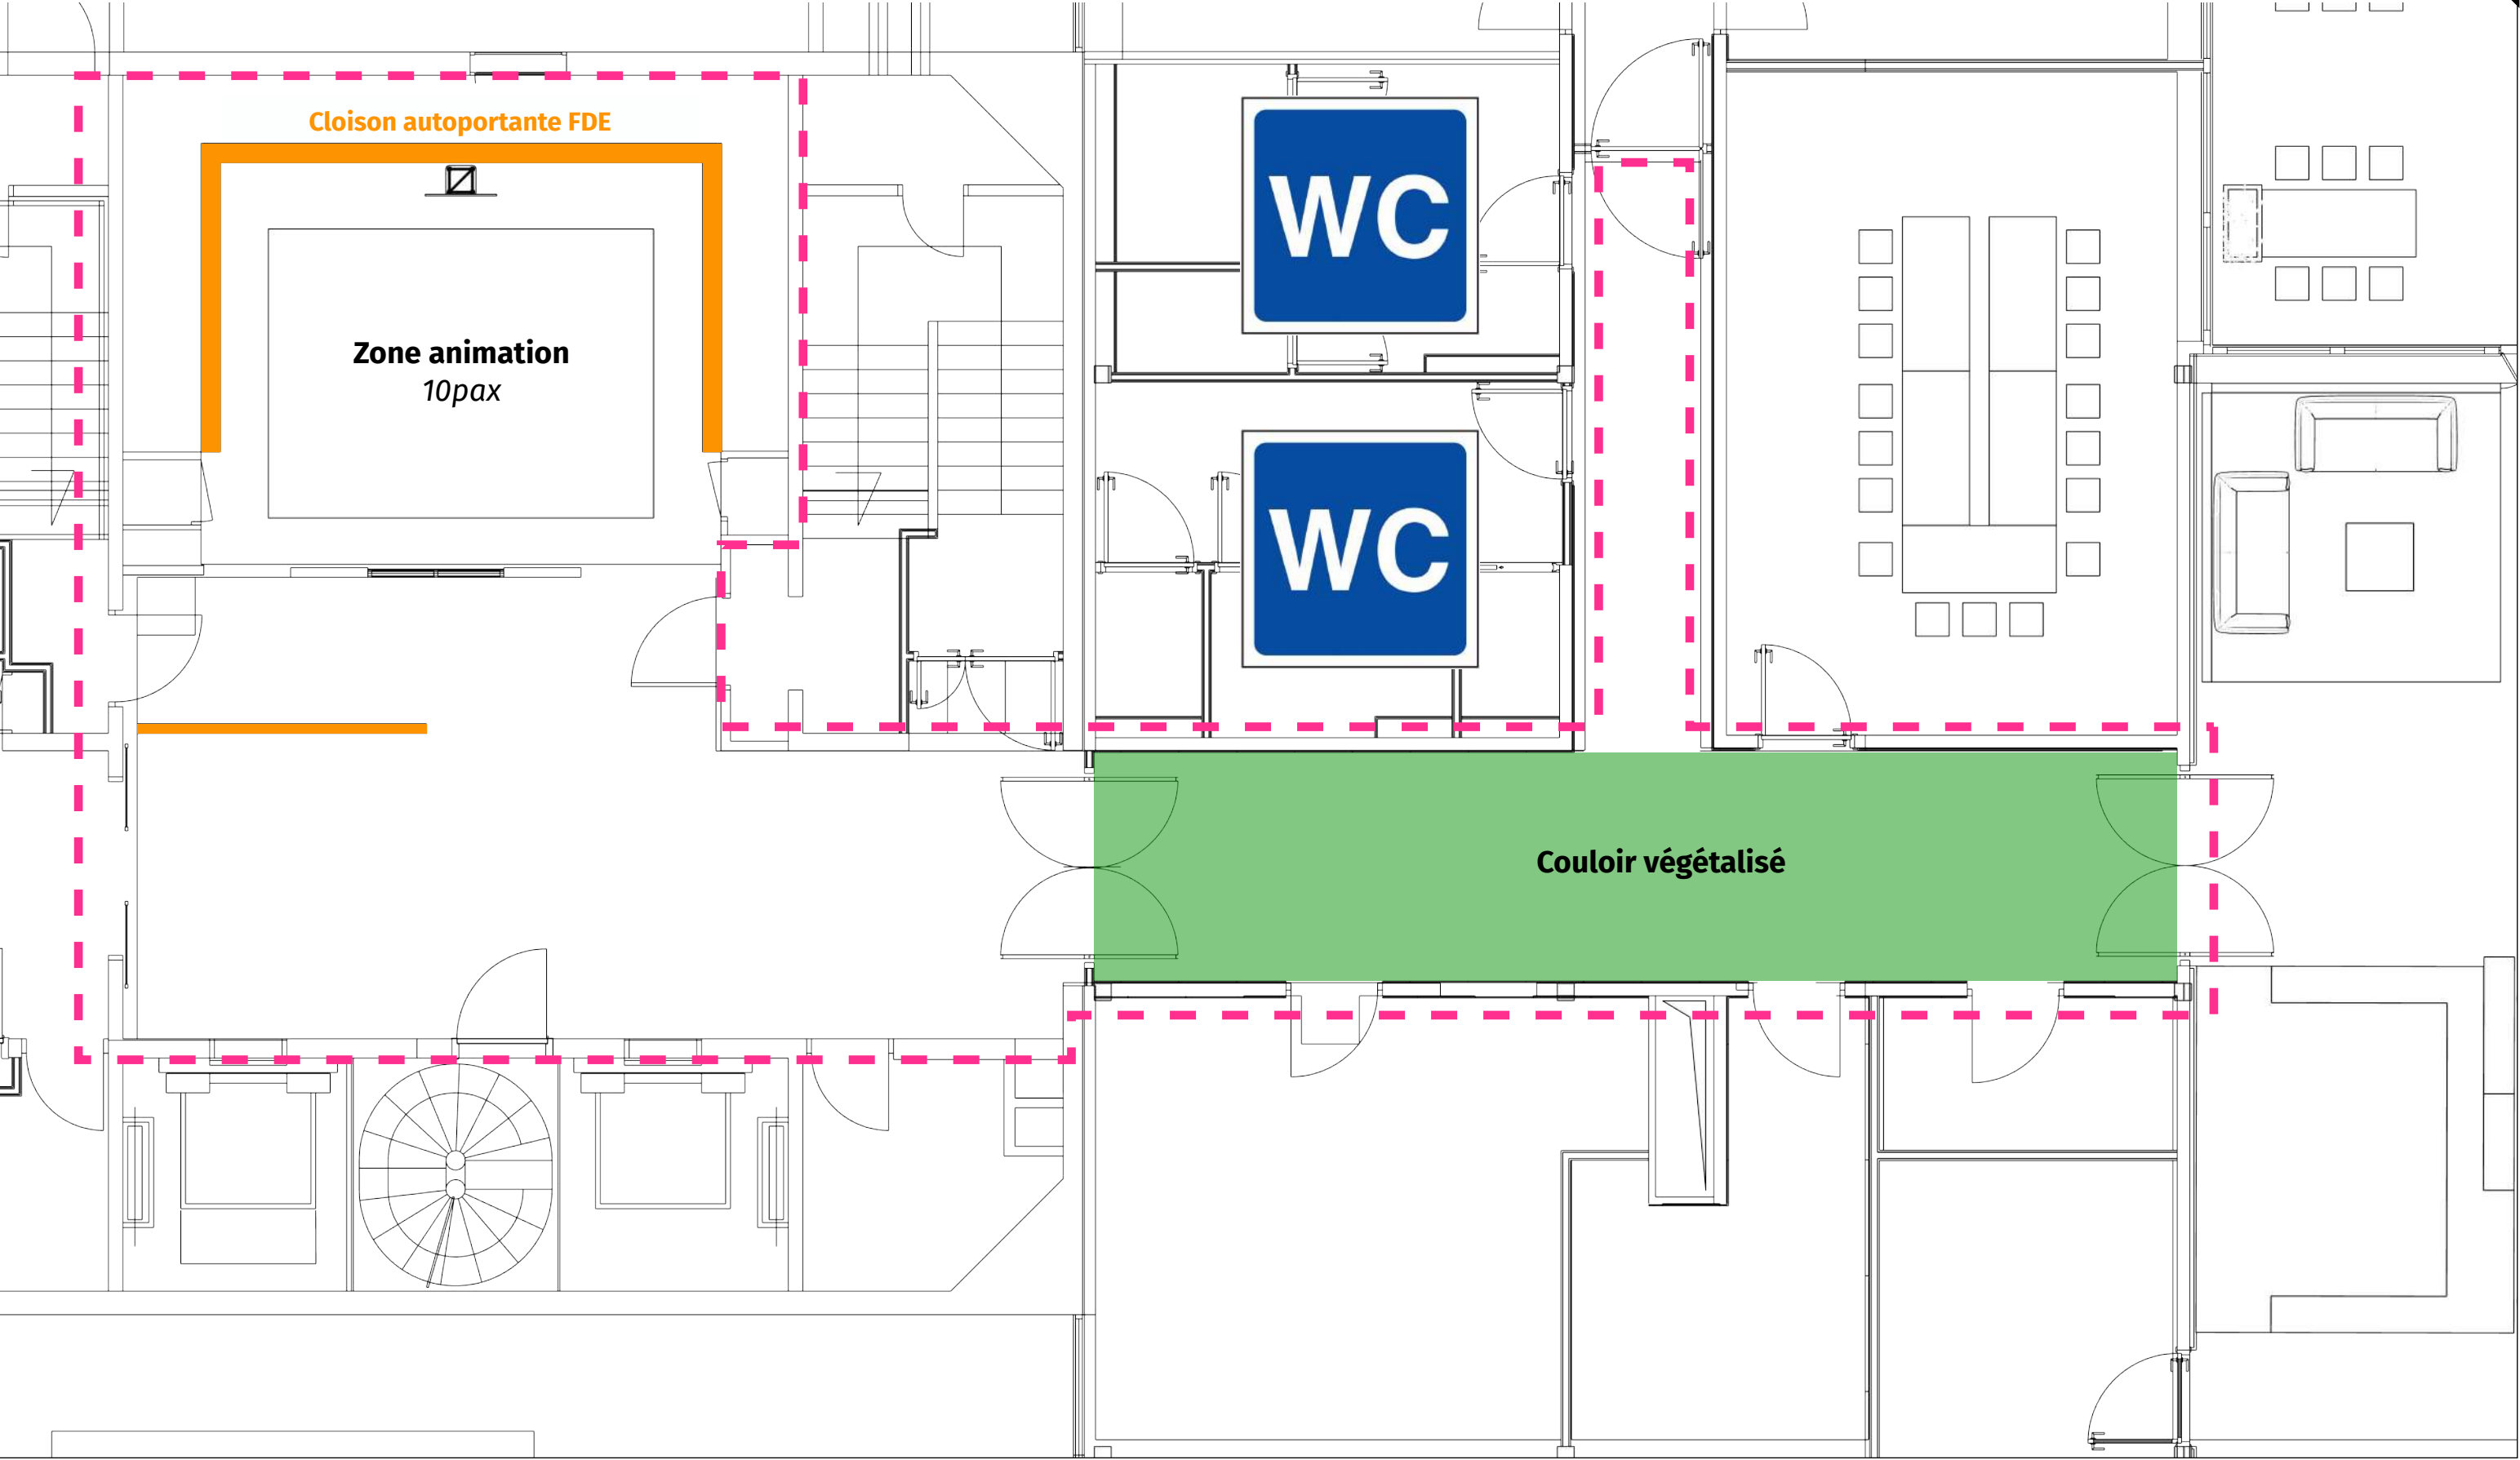 Cloison autoportante FDE
Zone animation
10pax
WC
WC
Couloir végétalisé